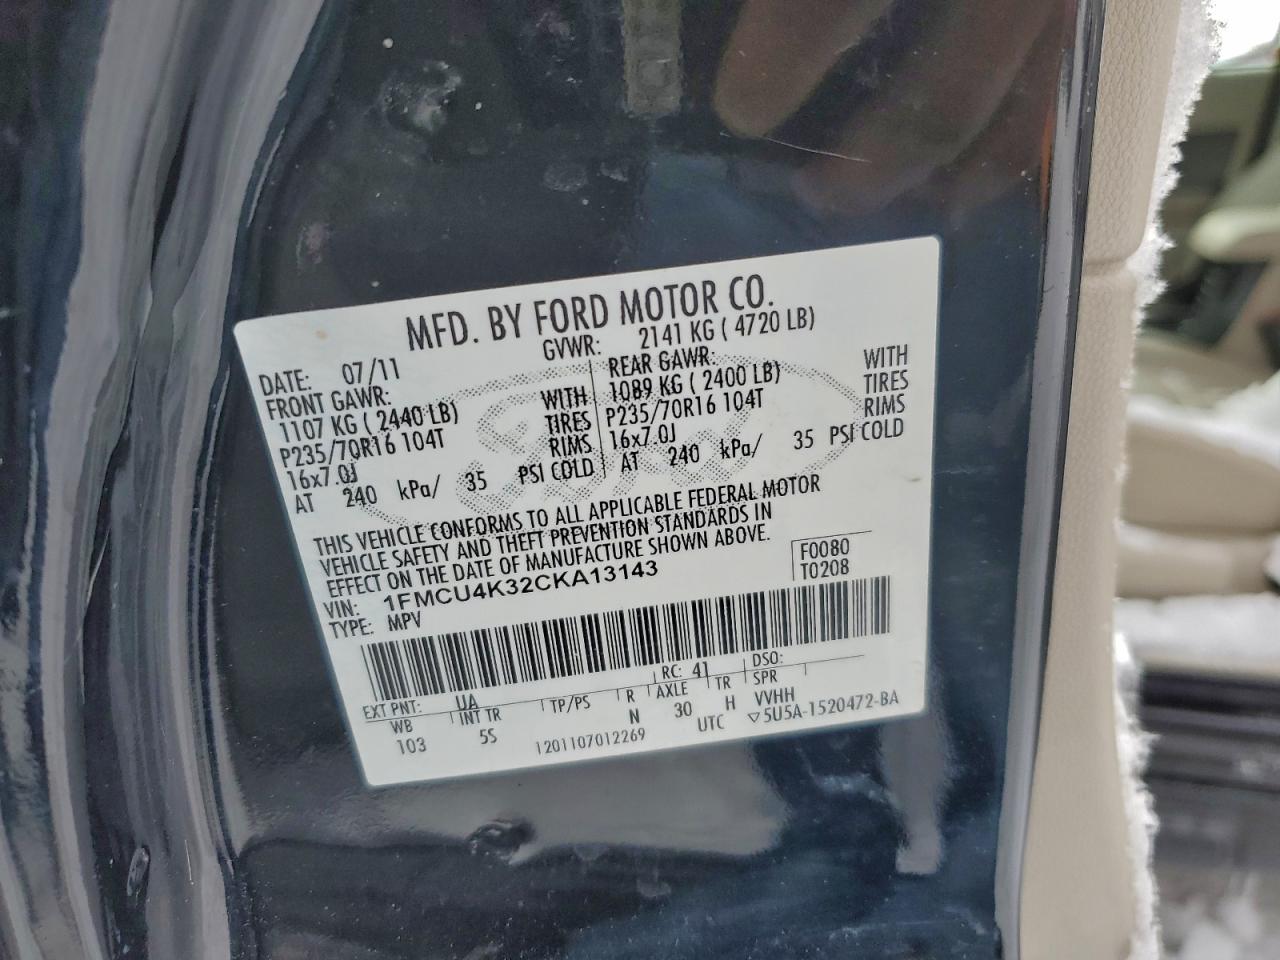 MFD. BY FORD MOTOR CO.
DATE: 07/11 GVWR: 2141 KG ( 4720 LB)
FRONT GAWR: REAR GAWR:
1107 KG ( 2440 LB) WITH 1089 KG ( 2400 LB) WITH
P235/70R16 104T TIRES P235/70R16 104T TIRES
16x7.0J RIMS 16x7.0J RIMS
AT 240 kPa/ 35 PSI COLD AT 240 kPa/ 35 PSI COLD
THIS VEHICLE CONFORMS TO ALL APPLICABLE FEDERAL MOTOR
VEHICLE SAFETY AND THEFT PREVENTION STANDARDS IN
EFFECT ON THE DATE OF MANUFACTURE SHOWN ABOVE.
VIN: 1FMCU4K32CKA13143 F0080
TYPE: MPV T0208
EXT PNT: UA RC: 41 DSO:
WB INT TR TP/PS R AXLE TR SPR
103 5S N 30 H VVHH
1201107012269 UTC ▽5U5A-1520472-BA